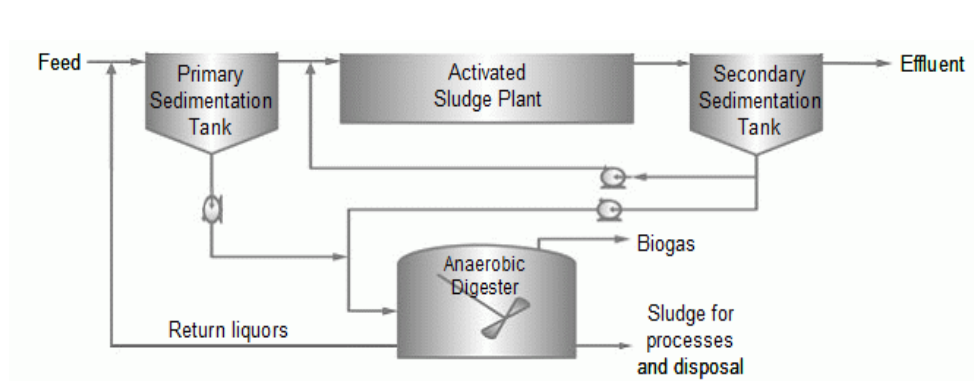 Feed
Primary
Sedimentation
Tank
Activated
Sludge Plant
Secondary
Sedimentation
Tank
Effluent
Biogas
Anaerobic
Digester
Return liquors
Sludge for
processes
and disposal